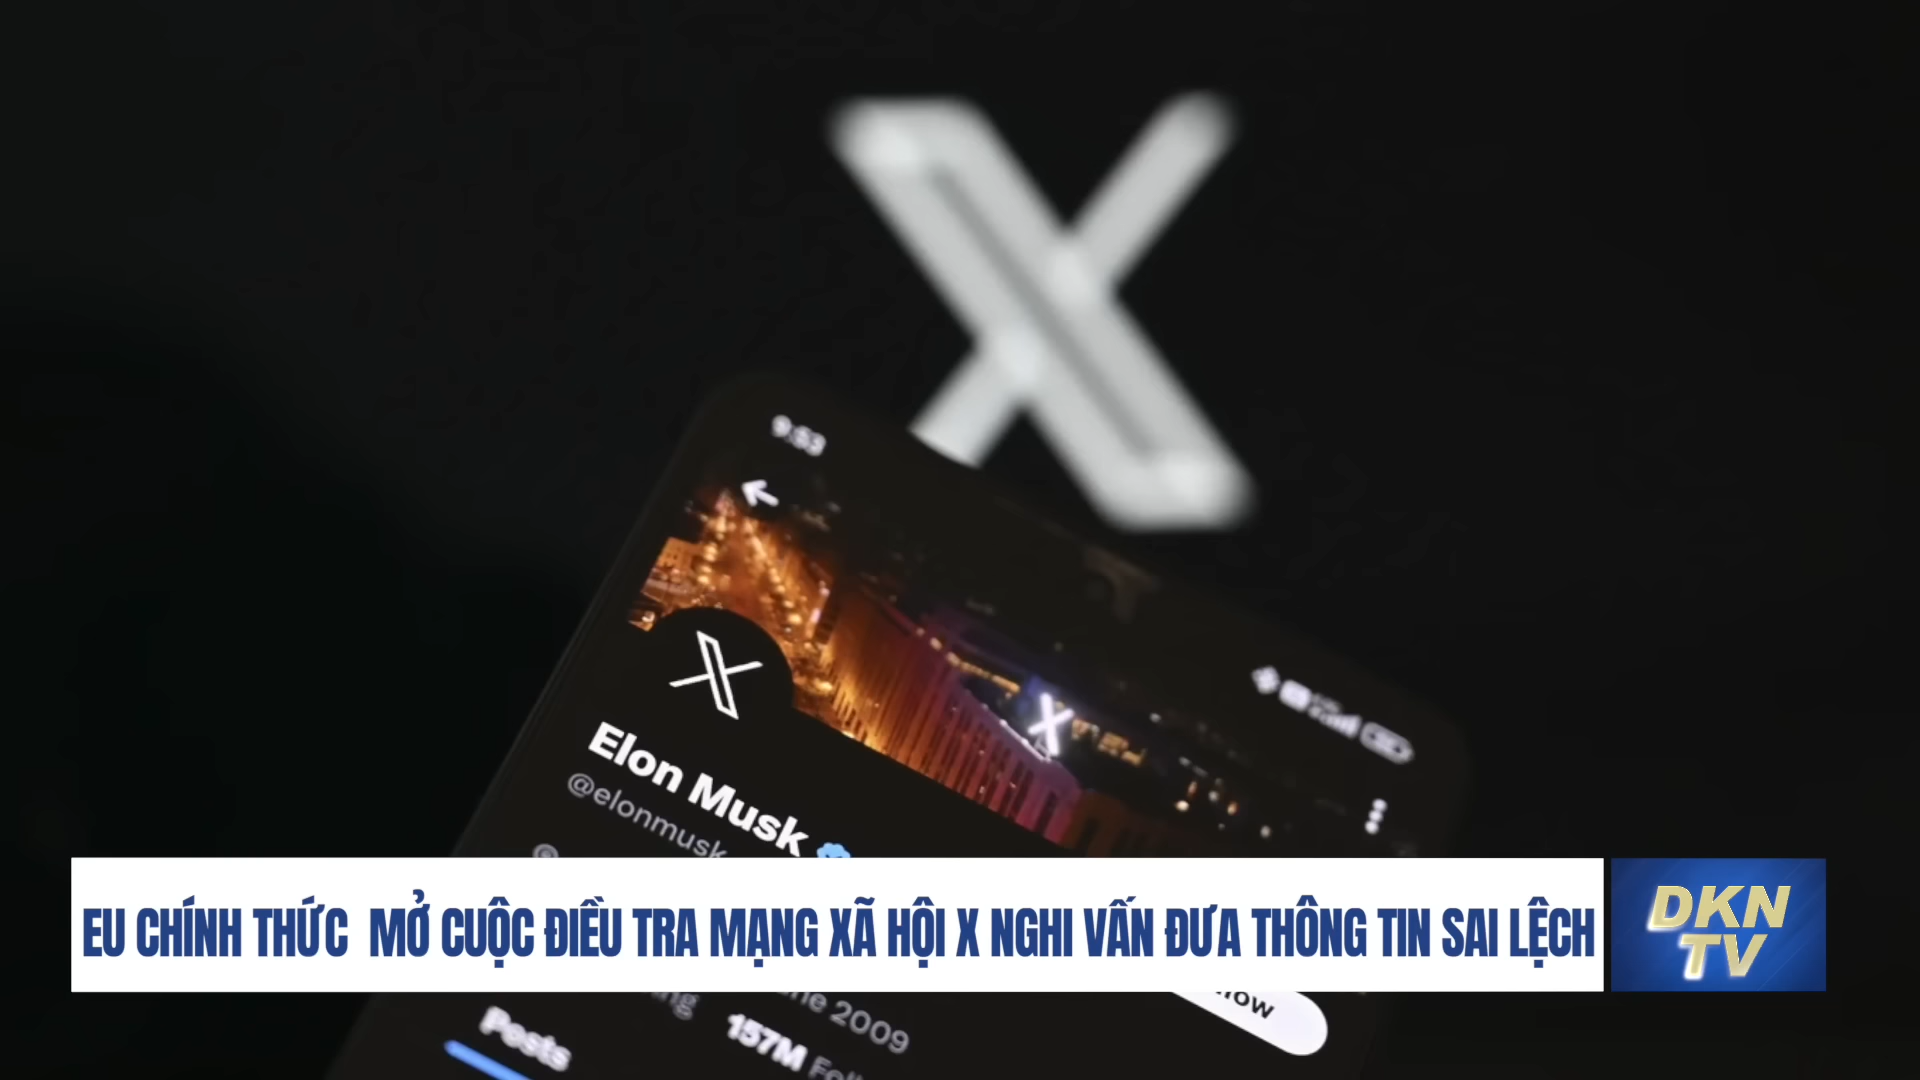 X
9:53
X
X
Elon Musk
@elonmusk
2009
157M
Posts
EU CHÍNH THỨC MỞ CUỘC ĐIỀU TRA MẠNG XÃ HỘI X NGHI VẤN ĐƯA THÔNG TIN SAI LỆCH
DKN
TV